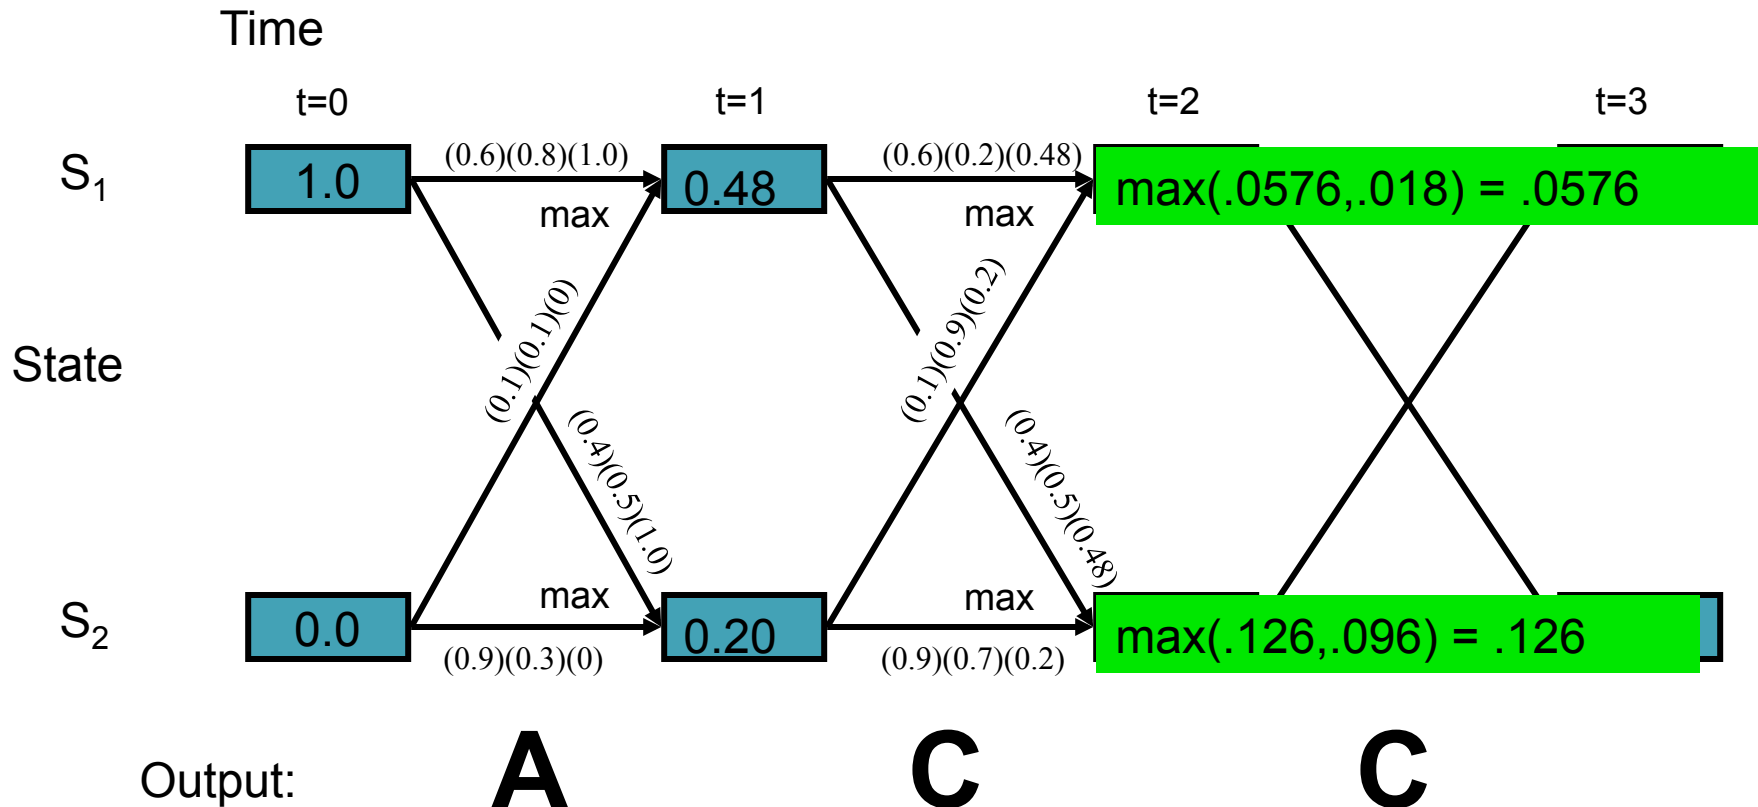 Time
t=0 t=1 t=2 t=3
S₁ 1.0 (0.6)(0.8)(1.0) 0.48 (0.6)(0.2)(0.48) max(.0576,.018) = .0576
max max
(0.1)(0.1)(0) (0.1)(0.9)(0.2)
State
(0.4)(0.5)(1.0) (0.4)(0.5)(0.48)
max max
S₂ 0.0 0.20 max(.126,.096) = .126
(0.9)(0.3)(0) (0.9)(0.7)(0.2)
Output: A C C